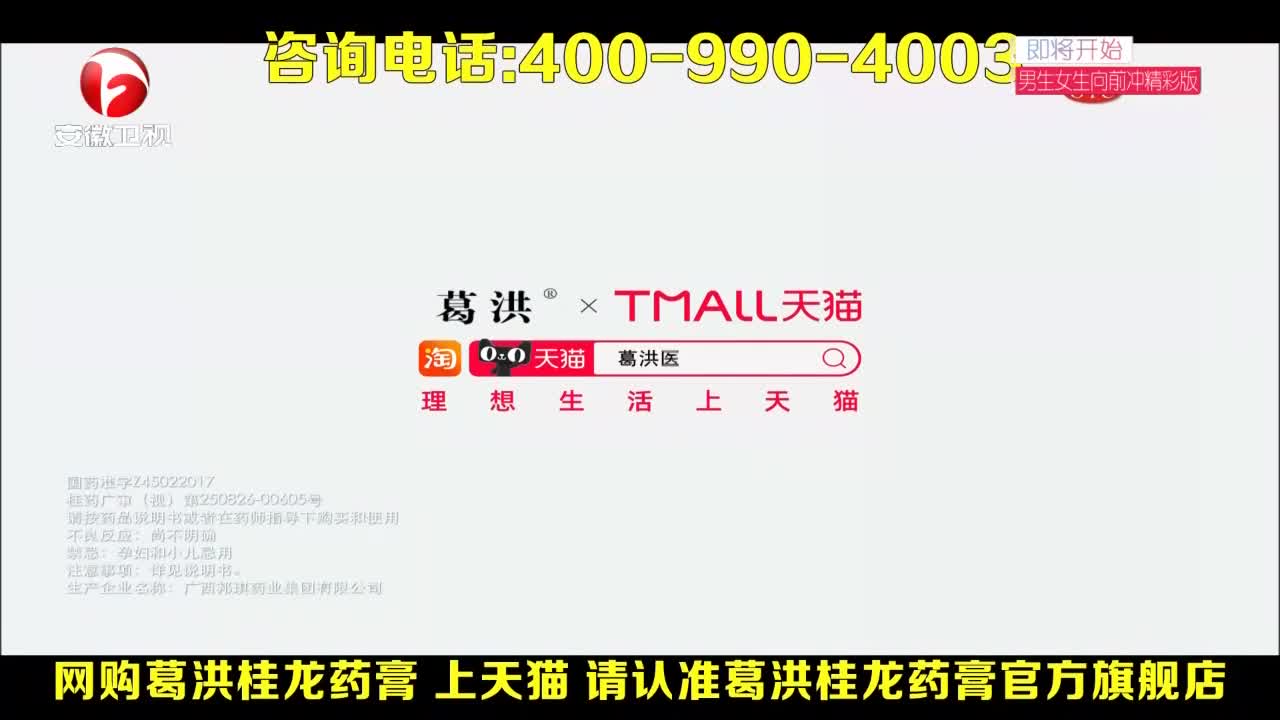 咨询电话:400-990-4003
即将开始
男生女生向前冲精彩版
安徽卫视
葛洪® × TMALL天猫
淘 天猫 葛洪医
理想生活上天猫
国药准字Z45022017
桂药广审（视）第250826-00605号
请按药品说明书或者在药师指导下购买和使用
不良反应：尚不明确
禁忌：孕妇和小儿忌用
注意事项：详见说明书。
生产企业名称：广西邦琪药业集团有限公司
网购葛洪桂龙药膏 上天猫 请认准葛洪桂龙药膏官方旗舰店